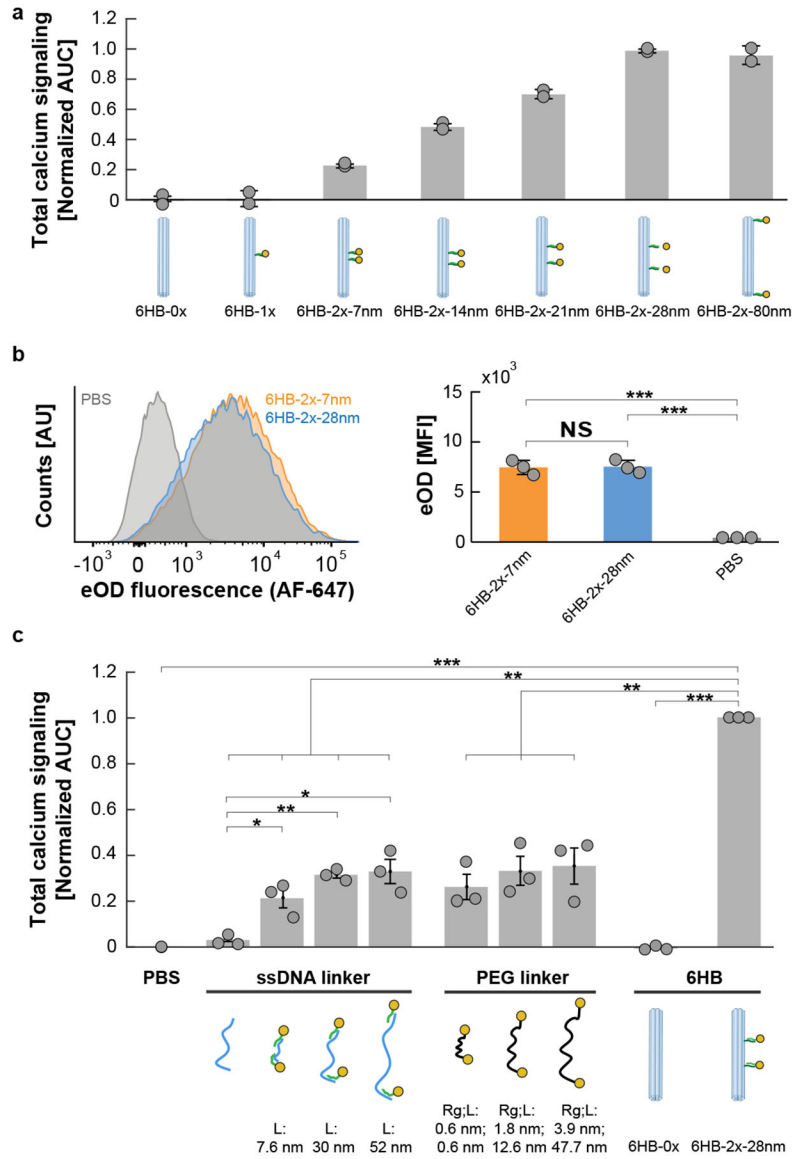 a
Total calcium signaling
[Normalized AUC]
1.2
1.0
0.8
0.6
0.4
0.2
0
6HB-0x 6HB-1x 6HB-2x-7nm 6HB-2x-14nm 6HB-2x-21nm 6HB-2x-28nm 6HB-2x-80nm
b
Counts [AU]
PBS
6HB-2x-7nm
6HB-2x-28nm
-10³ 0 10³ 10⁴ 10⁵
eOD fluorescence (AF-647)
eOD [MFI]
x10³
15
10
5
0
***
***
NS
6HB-2x-7nm
6HB-2x-28nm
PBS
c
Total calcium signaling
[Normalized AUC]
1.2
1.0
0.8
0.6
0.4
0.2
0
***
**
**
***
*
**
*
PBS ssDNA linker PEG linker 6HB
L: L: L:
7.6 nm 30 nm 52 nm
Rg;L: Rg;L: Rg;L:
0.6 nm; 1.8 nm; 3.9 nm;
0.6 nm 12.6 nm 47.7 nm
6HB-0x 6HB-2x-28nm